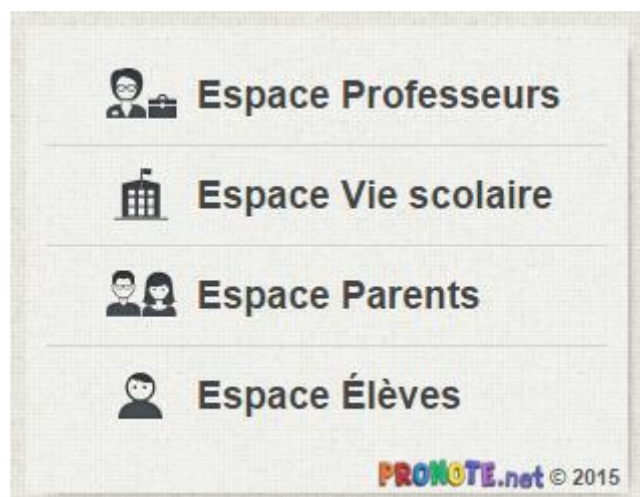 Espace Professeurs
Espace Vie scolaire
Espace Parents
Espace Élèves
PRONOTE.net © 2015